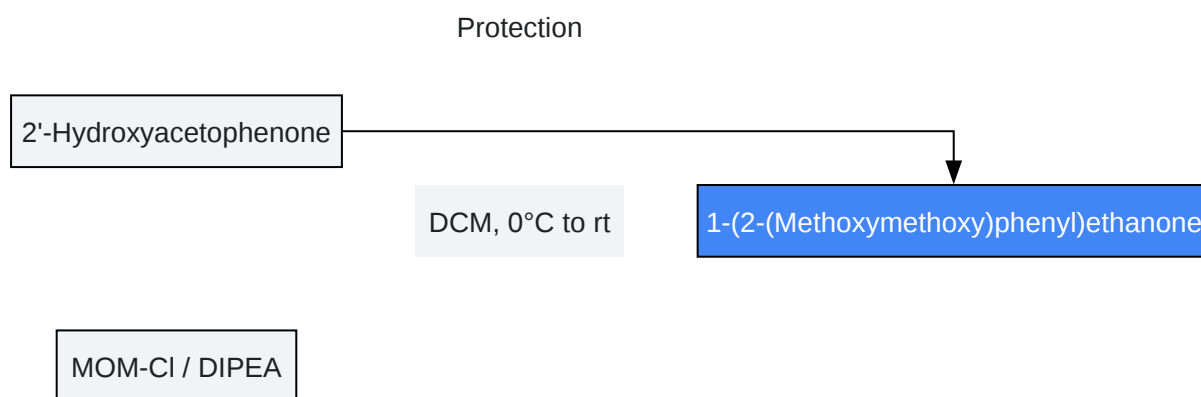 Protection
2'-Hydroxyacetophenone
DCM, 0°C to rt
1-(2-(Methoxymethoxy)phenyl)ethanone
MOM-Cl / DIPEA